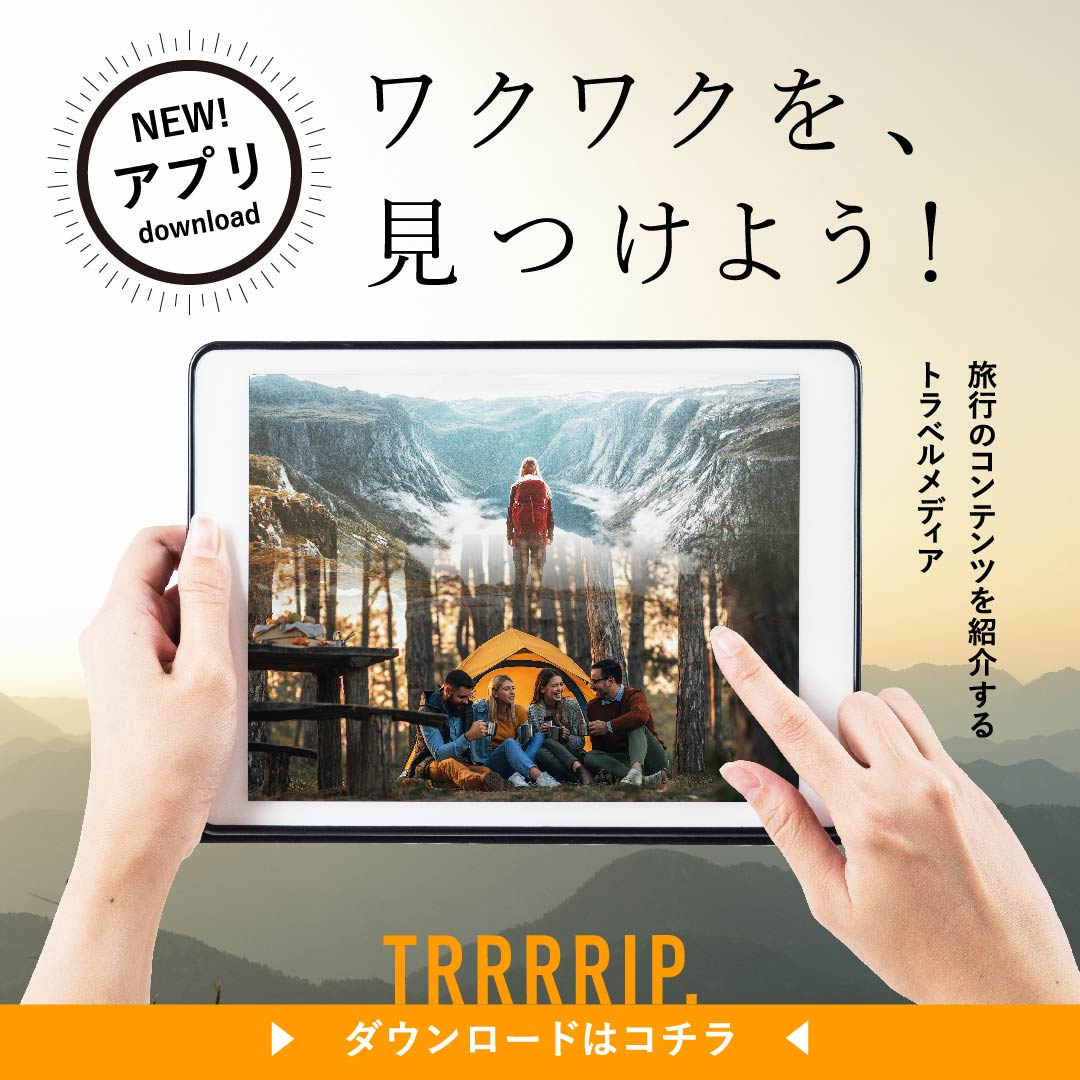 NEW!
アプリ
download
ワクワクを、
見つけよう!
旅行のコンテンツを紹介する
トラベルメディア
TRRRRIP.
▶ ダウンロードはコチラ ◀